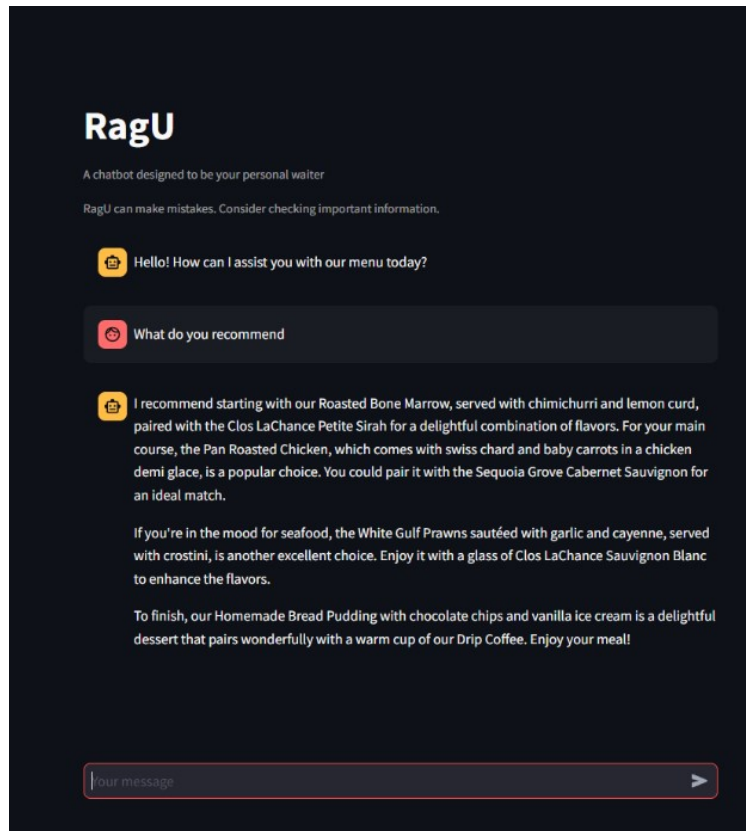 RagU
A chatbot designed to be your personal waiter
RagU can make mistakes. Consider checking important information.
Hello! How can I assist you with our menu today?
What do you recommend
I recommend starting with our Roasted Bone Marrow, served with chimichurri and lemon curd,
paired with the Clos LaChance Petite Sirah for a delightful combination of flavors. For your main
course, the Pan Roasted Chicken, which comes with swiss chard and baby carrots in a chicken
demi glace, is a popular choice. You could pair it with the Sequoia Grove Cabernet Sauvignon for
an ideal match.
If you're in the mood for seafood, the White Gulf Prawns sautéed with garlic and cayenne, served
with crostini, is another excellent choice. Enjoy it with a glass of Clos LaChance Sauvignon Blanc
to enhance the flavors.
To finish, our Homemade Bread Pudding with chocolate chips and vanilla ice cream is a delightful
dessert that pairs wonderfully with a warm cup of our Drip Coffee. Enjoy your meal!
Your message